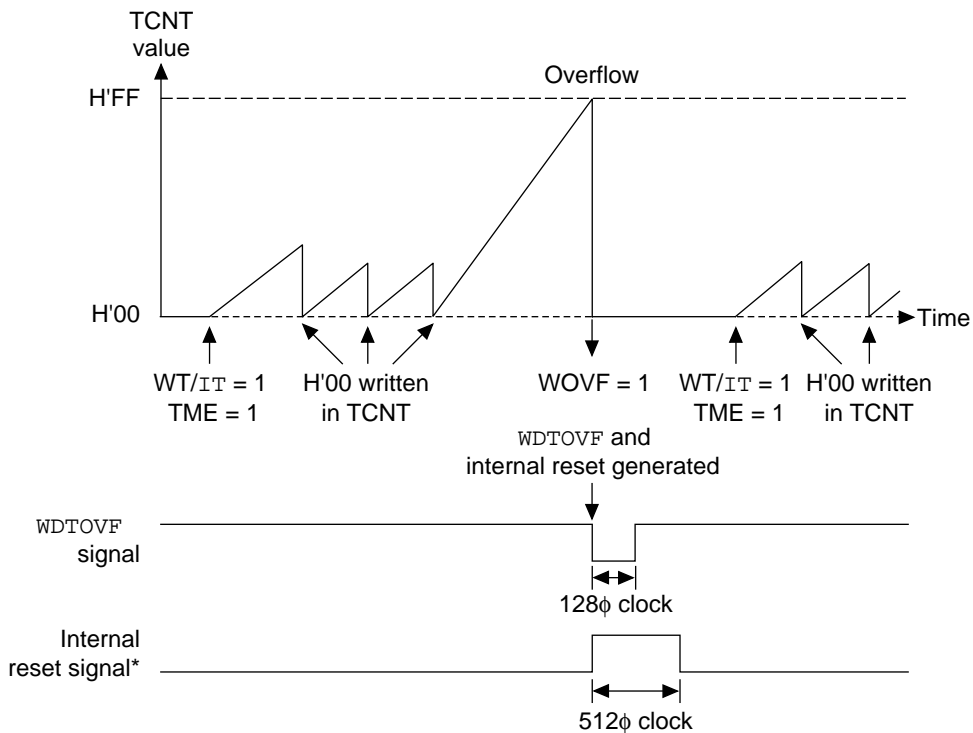 TCNT
value
Overflow
H'FF
H'00
Time
WT/IT = 1
TME = 1
H'00 written
in TCNT
WOVF = 1
WT/IT = 1
TME = 1
H'00 written
in TCNT
WDTOVF and
internal reset generated
WDTOVF
signal
128ϕ clock
Internal
reset signal*
512ϕ clock